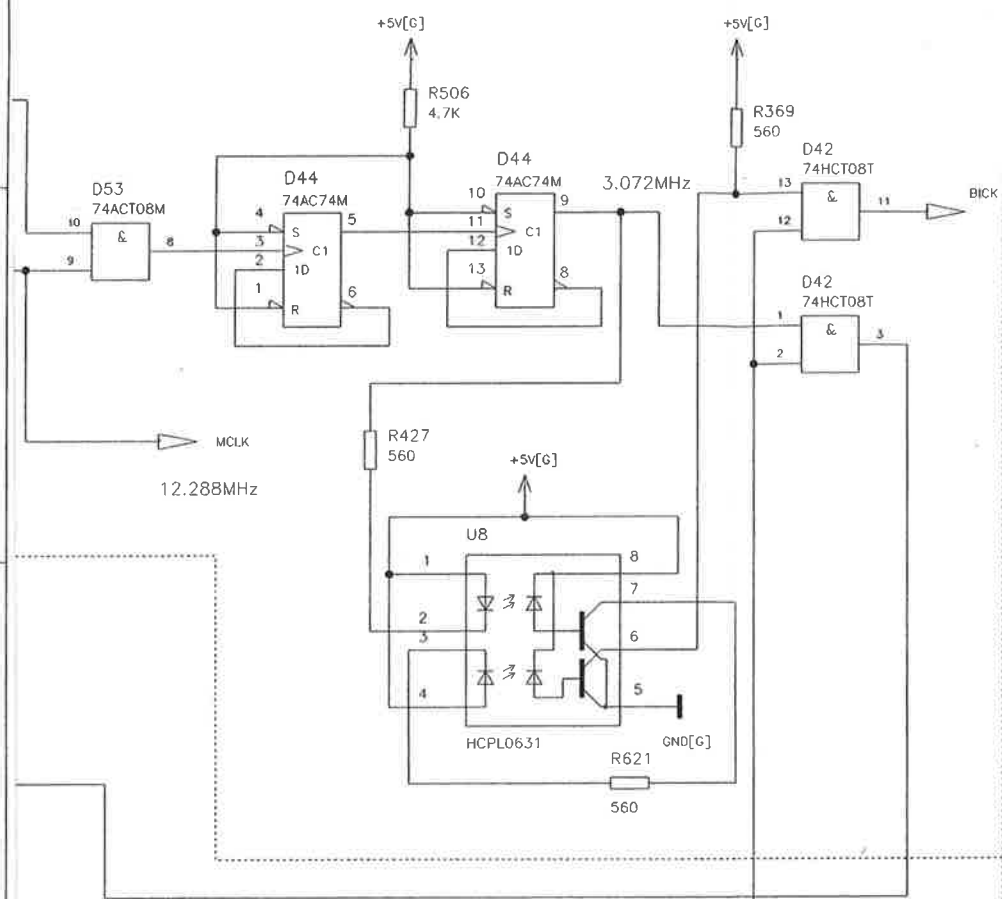 +5V[G]
+5V[G]
R506
4.7K
R369
560
D42
74HCT08T
D53
74ACT08M
D44
74AC74M
D44
74AC74M
3.072MHz
10
9
&
8
4
3
2
1
S
C1
1D
R
5
6
10
11
12
13
S
C1
1D
R
9
8
13
12
&
11
BICK
D42
74HCT08T
1
2
&
3
MCLK
12.288MHz
R427
560
+5V[G]
U8
1
2
3
4
8
7
6
5
HCPL0631
GND[G]
R621
560